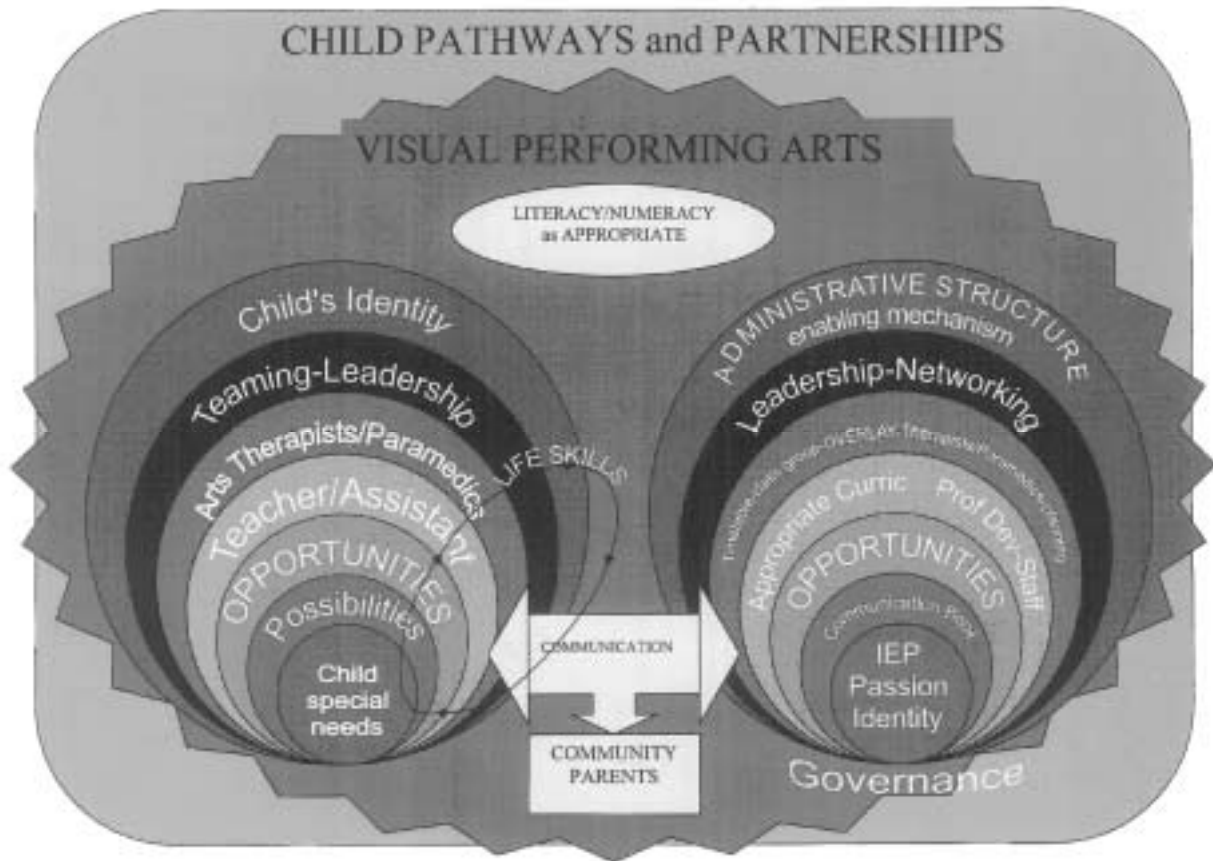 CHILD PATHWAYS and PARTNERSHIPS
VISUAL PERFORMING ARTS
LITERACY/NUMERACY
as APPROPRIATE
Child's Identity
Teaming-Leadership
Arts Therapists/Paramedics
Teacher/Assistant
OPPORTUNITIES
Possibilities
Child
special
needs
LIFE SKILLS
COMMUNICATION
COMMUNITY
PARENTS
ADMINISTRATIVE STRUCTURE
enabling mechanism
Leadership-Networking
group-OVERLAY-
Appropriate Curric Prof Dev-Staff
OPPORTUNITIES
Communication
IEP
Passion
Identity
Governance